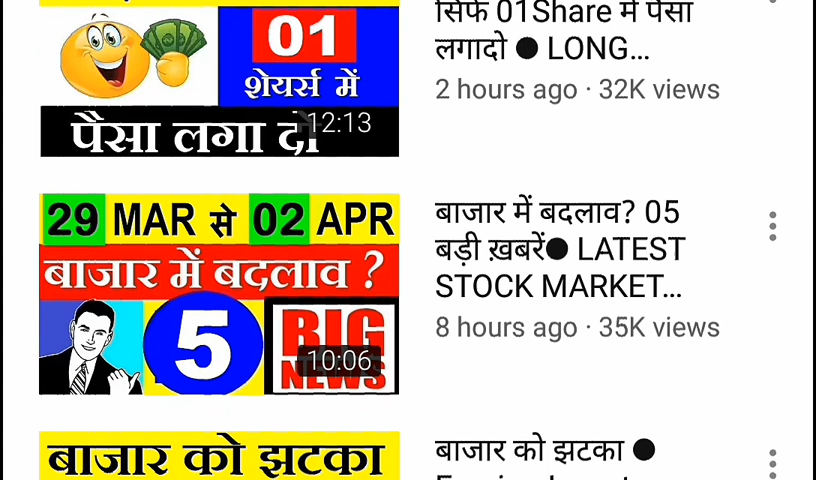 01
शेयर्स में
पैसा लगा दो
12:13
सिर्फ 01Share में पैसा
लगादो ● LONG...
2 hours ago · 32K views
29 MAR से 02 APR
बाजार में बदलाव ?
5
BIG
NEWS
10:06
बाजार में बदलाव? 05
बड़ी ख़बरें● LATEST
STOCK MARKET...
8 hours ago · 35K views
बाजार को झटका
बाजार को झटका ●